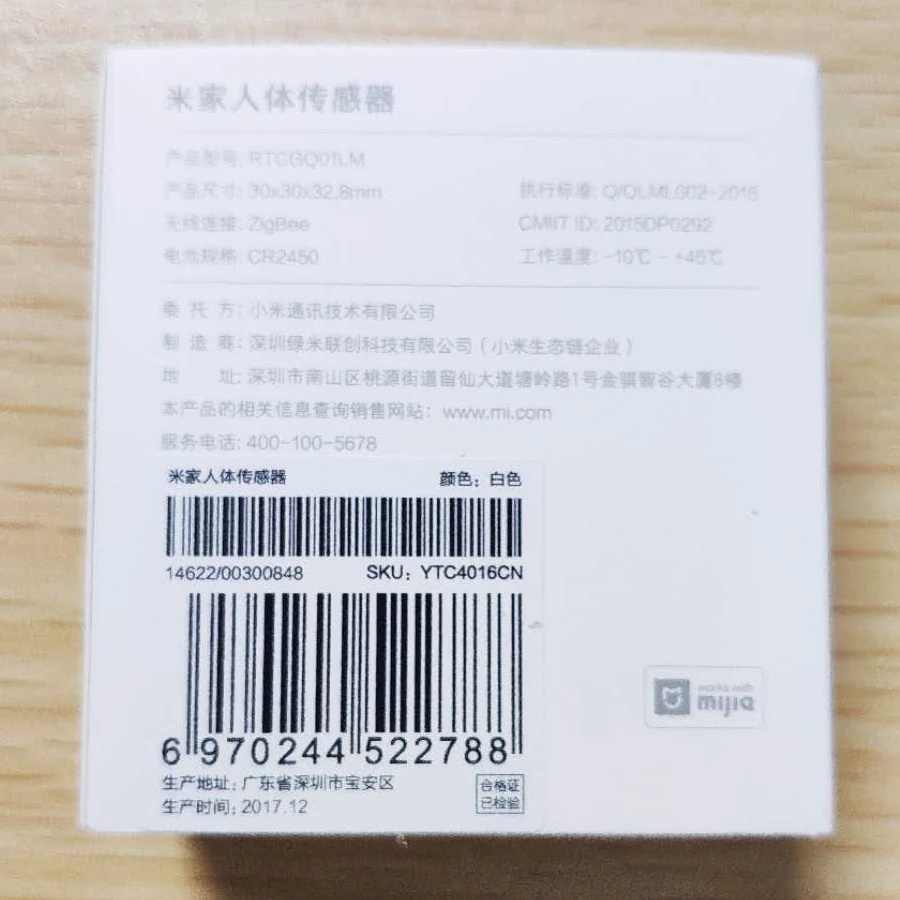 米家人体传感器
产品型号: RTCGQ01LM
产品尺寸: 30x30x32.8mm 执行标准: Q/QLML002-2015
无线连接: ZigBee CMIIT ID: 2015DP0292
电池规格: CR2450 工作温度: -10℃ - +45℃
委 托 方: 小米通讯技术有限公司
制 造 商: 深圳绿米联创科技有限公司（小米生态链企业）
地 址: 深圳市南山区桃源街道留仙大道塘岭路1号金骐智谷大厦8楼
本产品的相关信息查询销售网站: www.mi.com
服务电话: 400-100-5678
米家人体传感器 颜色: 白色
14622/00300848 SKU: YTC4016CN
6 970244 522788
生产地址: 广东省深圳市宝安区
生产时间: 2017.12
合格证
已检验
works with
mijia